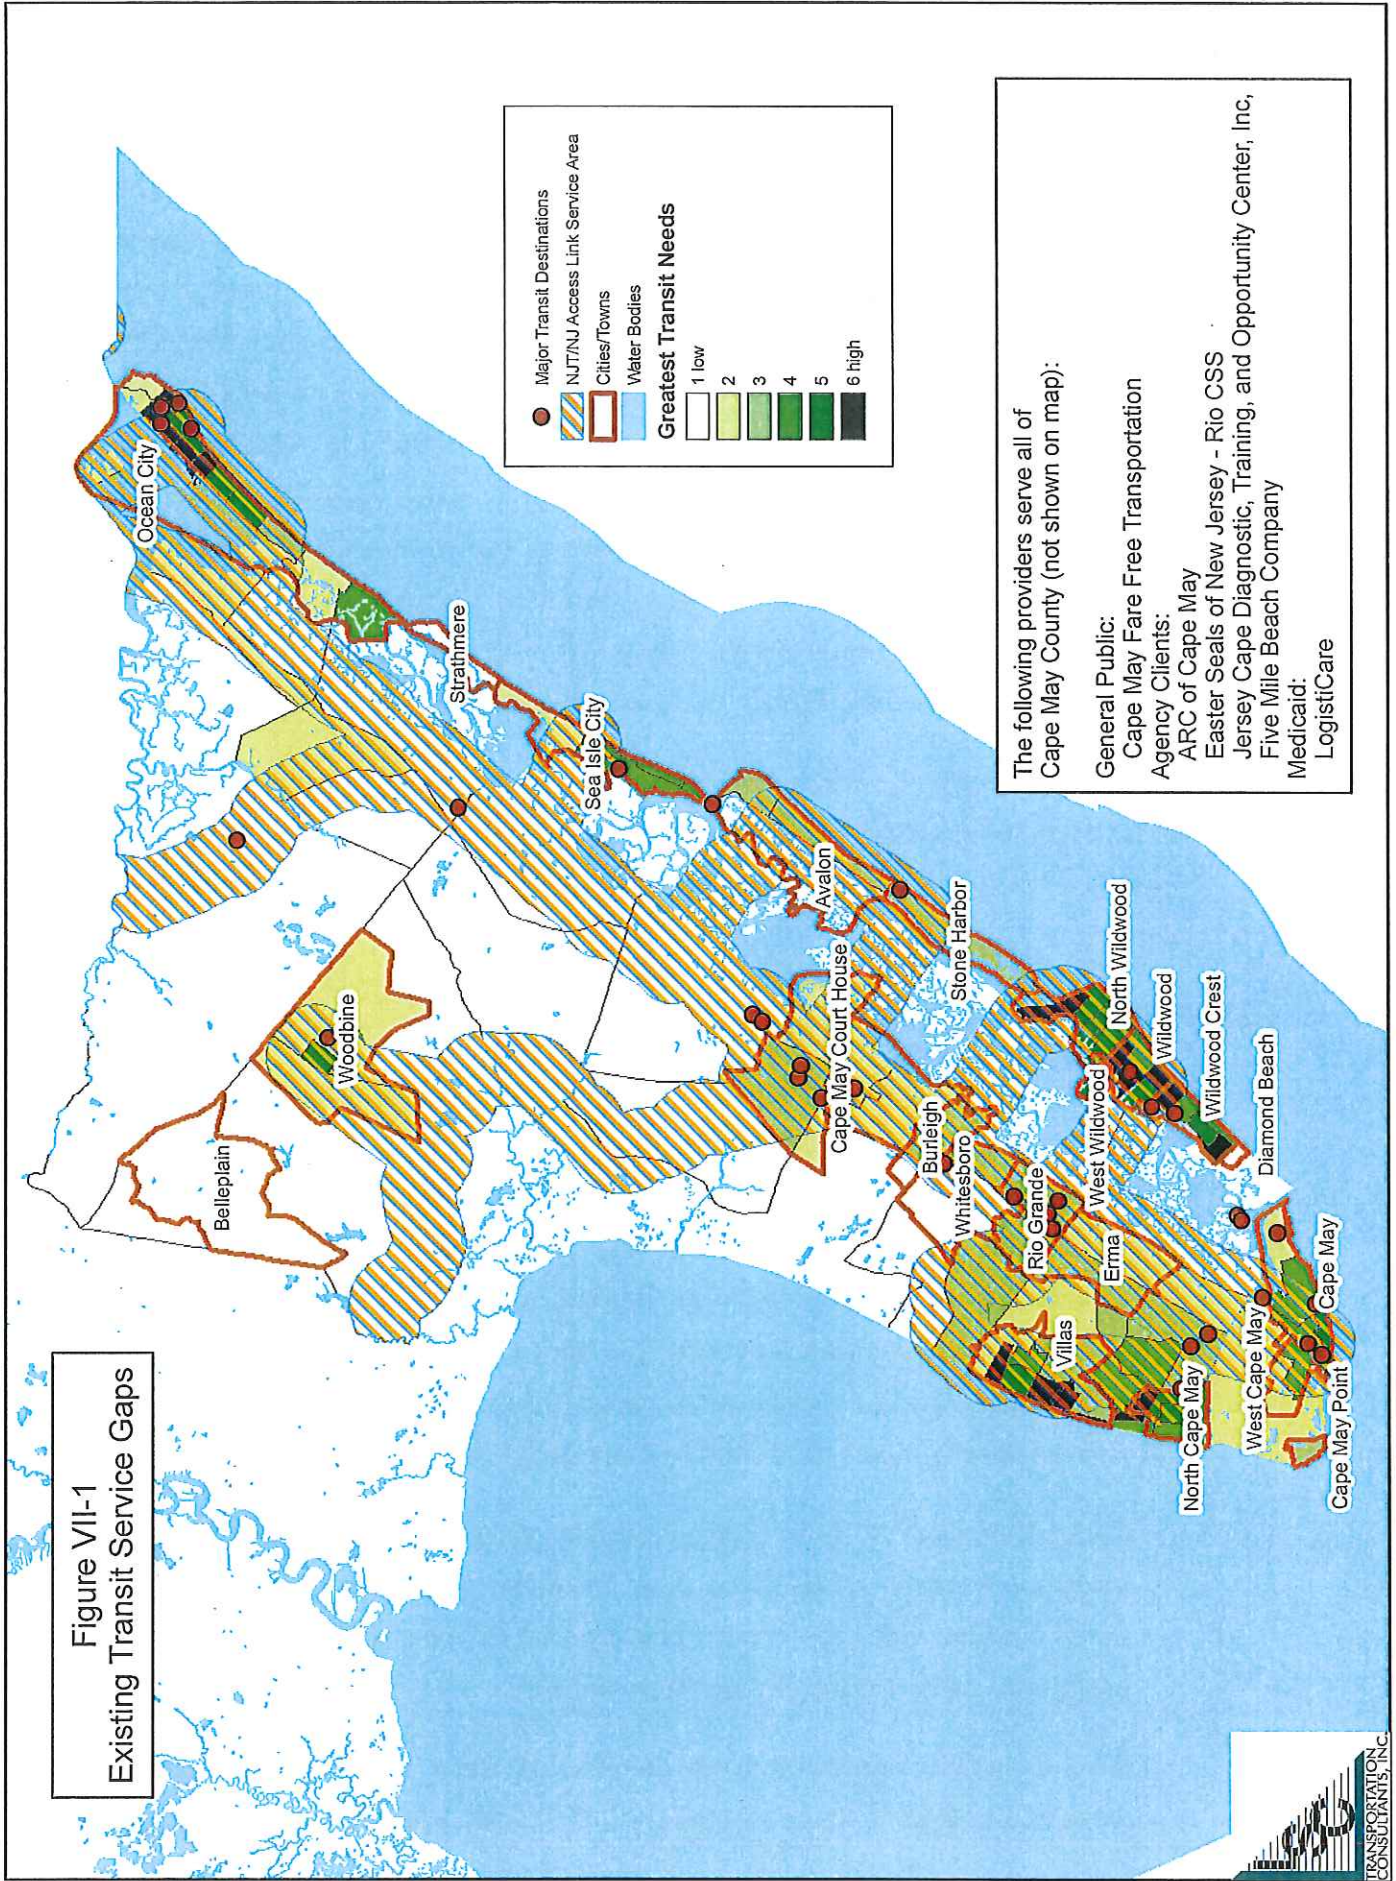 Figure VII-1
Existing Transit Service Gaps
Ocean City
Strathmere
Sea Isle City
Avalon
Stone Harbor
Woodbine
Belleplain
Cape May Court House
Burleigh
Whitesboro
Rio Grande
Erma
Villas
North Wildwood
West Wildwood
Wildwood
Wildwood Crest
Diamond Beach
North Cape May
West Cape May
Cape May
Cape May Point
Major Transit Destinations
NJT/NJ Access Link Service Area
Cities/Towns
Water Bodies
Greatest Transit Needs
1 low
2
3
4
5
6 high
The following providers serve all of
Cape May County (not shown on map):
General Public:
Cape May Fare Free Transportation
Agency Clients:
ARC of Cape May
Easter Seals of New Jersey - Rio CSS
Jersey Cape Diagnostic, Training, and Opportunity Center, Inc,
Five Mile Beach Company
Medicaid:
LogistiCare
LSC
TRANSPORTATION
CONSULTANTS, INC.